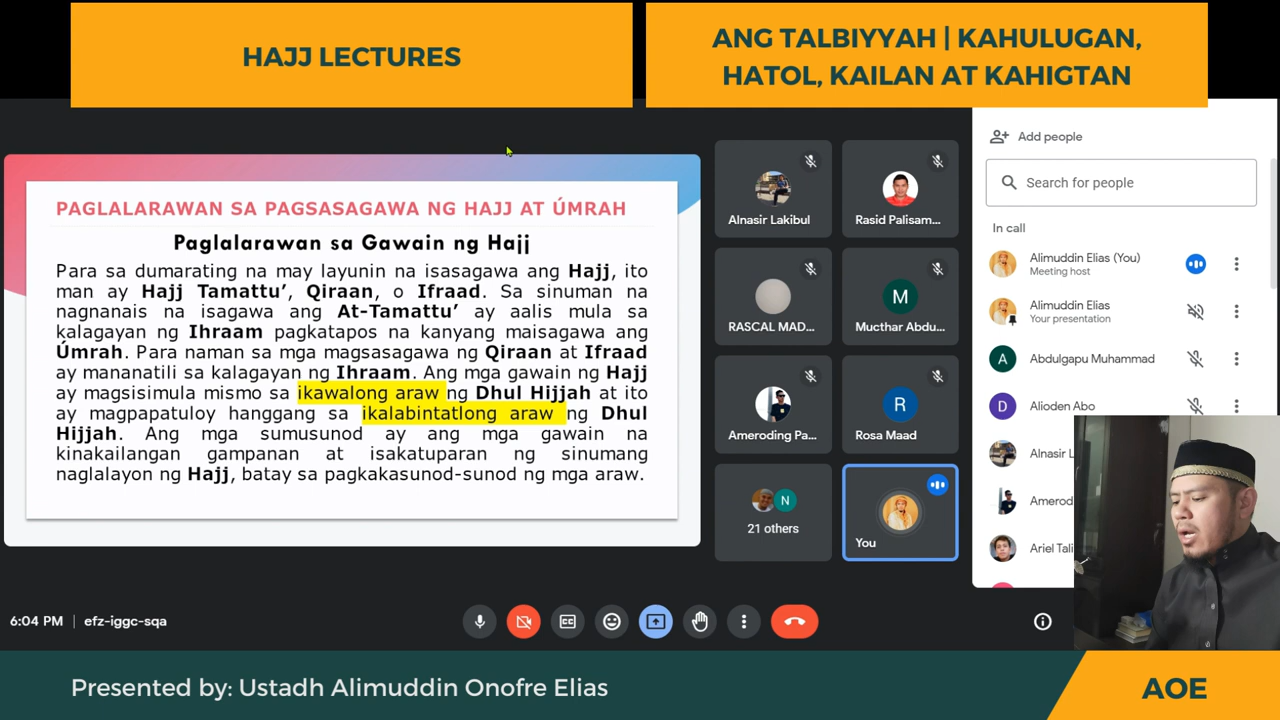 HAJJ LECTURES
ANG TALBIYYAH | KAHULUGAN,
HATOL, KAILAN AT KAHIGTAN
PAGLALARAWAN SA PAGSASAGAWA NG HAJJ AT ÚMRAH
Paglalarawan sa Gawain ng Hajj
Para sa dumarating na may layunin na isasagawa ang Hajj, ito
man ay Hajj Tamattu’, Qiraan, o Ifraad. Sa sinuman na
nagnanais na isagawa ang At-Tamattu’ ay aalis mula sa
kalagayan ng Ihraam pagkatapos na kanyang maisagawa ang
Úmrah. Para naman sa mga magsasagawa ng Qiraan at Ifraad
ay mananatili sa kalagayan ng Ihraam. Ang mga gawain ng Hajj
ay magsisimula mismo sa ikawalong araw ng Dhul Hijjah at ito
ay magpapatuloy hanggang sa ikalabintatlong araw ng Dhul
Hijjah. Ang mga sumusunod ay ang mga gawain na
kinakailangan gampanan at isakatuparan ng sinumang
naglalayon ng Hajj, batay sa pagkakasunod-sunod ng mga araw.
Alnasir Lakibul
Rasid Palisam...
RASCAL MAD...
M
Mucthar Abdu...
Ameroding Pa...
R
Rosa Maad
N
21 others
You
Add people
Search for people
In call
Alimuddin Elias (You)
Meeting host
Alimuddin Elias
Your presentation
A
Abdulgapu Muhammad
D
Alioden Abo
Alnasir L
Amerod
Ariel Tali
6:04 PM | efz-iggc-sqa
Presented by: Ustadh Alimuddin Onofre Elias
AOE